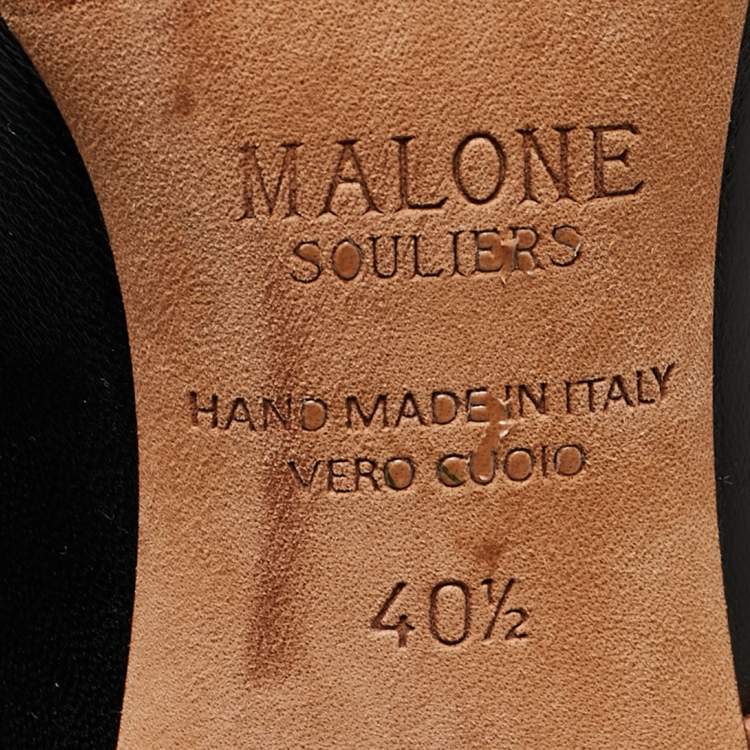 MALONE
SOULIERS
HAND MADE IN ITALY
VERO CUOIO
40½